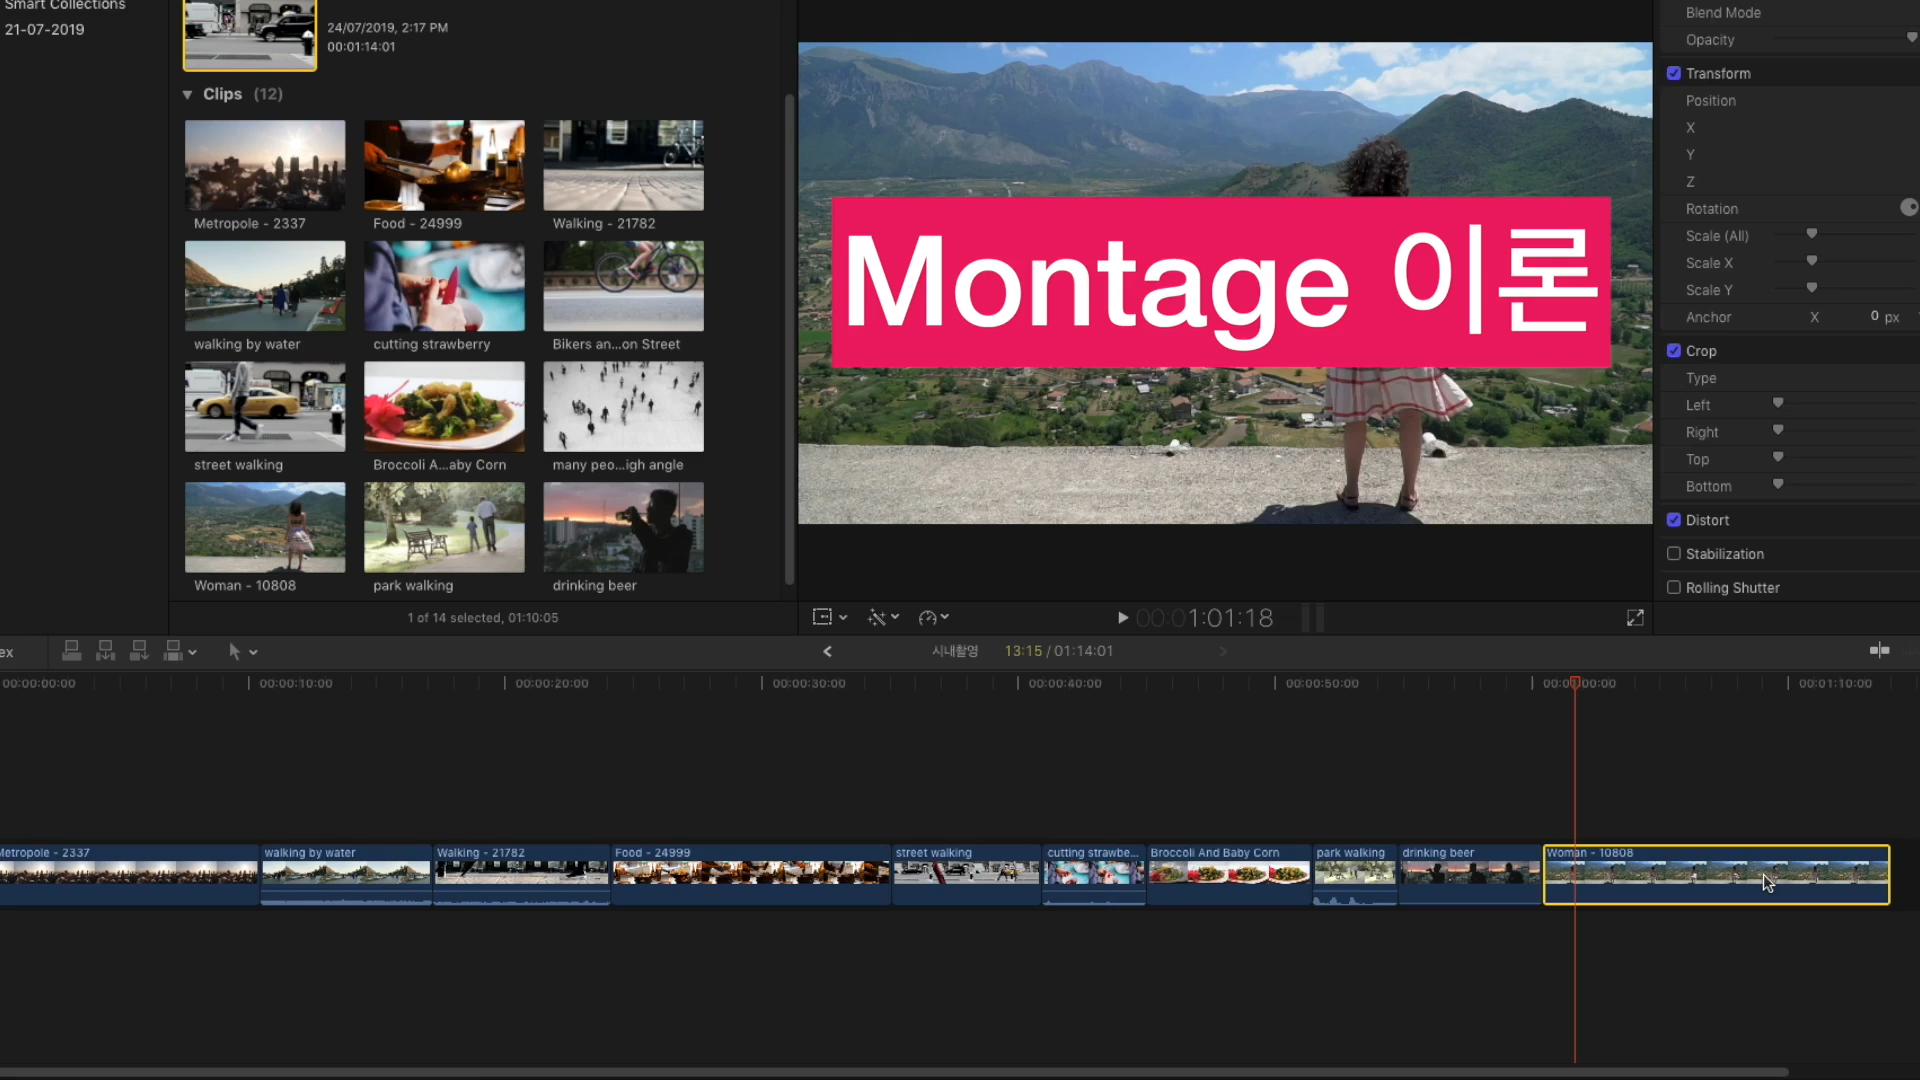 Smart Collections
21-07-2019
24/07/2019, 2:17 PM
00:01:14:01
Clips (12)
Metropole - 2337
Food - 24999
Walking - 21782
walking by water
cutting strawberry
Bikers an...on Street
street walking
Broccoli A...aby Corn
many peo...igh angle
Woman - 10808
park walking
drinking beer
1 of 14 selected, 01:10:05
Montage 이론
00:00:1:01:18
Blend Mode
Opacity
Transform
Position
X
Y
Z
Rotation
Scale (All)
Scale X
Scale Y
Anchor X 0 px
Crop
Type
Left
Right
Top
Bottom
Distort
Stabilization
Rolling Shutter
ex
시내촬영 13:15 / 01:14:01
00:00:00:00
00:00:10:00
00:00:20:00
00:00:30:00
00:00:40:00
00:00:50:00
00:01:00:00
00:01:10:00
Metropole - 2337
walking by water
Walking - 21782
Food - 24999
street walking
cutting strawbe...
Broccoli And Baby Corn
park walking
drinking beer
Woman - 10808